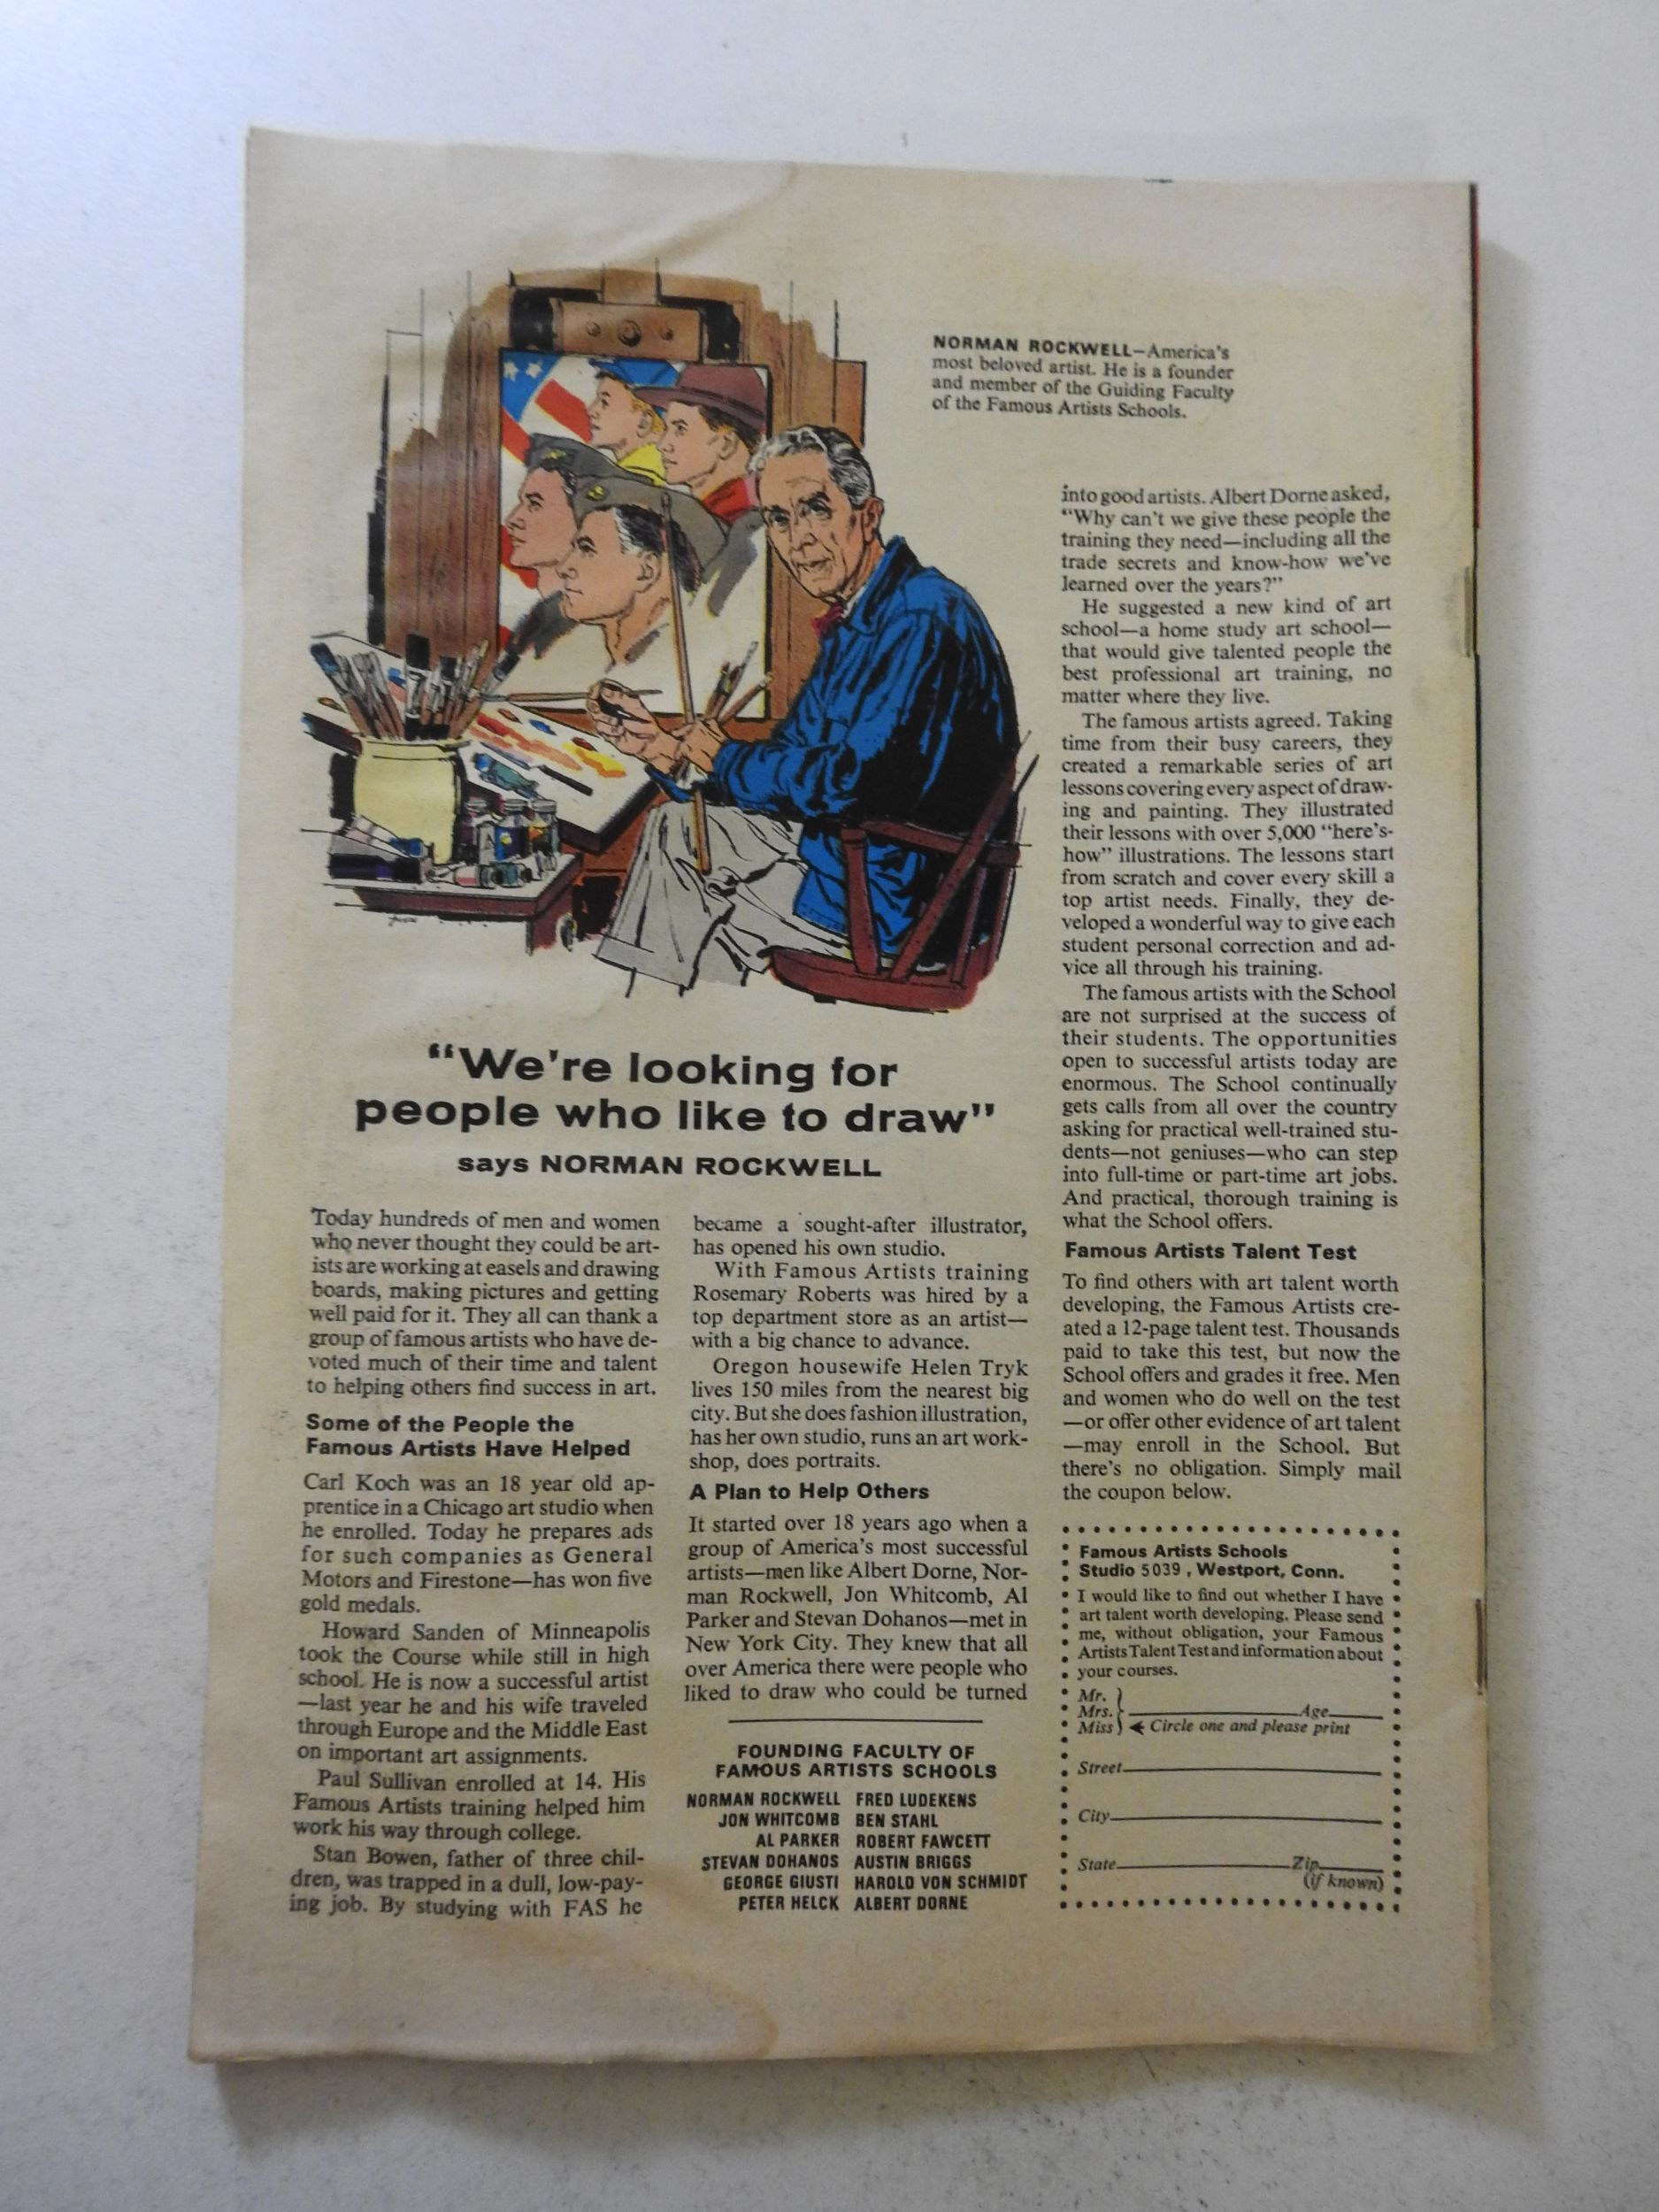 NORMAN ROCKWELL—America's
most beloved artist. He is a founder
and member of the Guiding Faculty
of the Famous Artists Schools.
"We're looking for
people who like to draw"
says NORMAN ROCKWELL
Today hundreds of men and women
who never thought they could be art-
ists are working at easels and drawing
boards, making pictures and getting
well paid for it. They all can thank a
group of famous artists who have de-
voted much of their time and talent
to helping others find success in art.
Some of the People the
Famous Artists Have Helped
Carl Koch was an 18 year old ap-
prentice in a Chicago art studio when
he enrolled. Today he prepares ads
for such companies as General
Motors and Firestone—has won five
gold medals.
Howard Sanden of Minneapolis
took the Course while still in high
school. He is now a successful artist
—last year he and his wife traveled
through Europe and the Middle East
on important art assignments.
Paul Sullivan enrolled at 14. His
Famous Artists training helped him
work his way through college.
Stan Bowen, father of three chil-
dren, was trapped in a dull, low-pay-
ing job. By studying with FAS he
became a sought-after illustrator,
has opened his own studio.
With Famous Artists training
Rosemary Roberts was hired by a
top department store as an artist—
with a big chance to advance.
Oregon housewife Helen Tryk
lives 150 miles from the nearest big
city. But she does fashion illustration,
has her own studio, runs an art work-
shop, does portraits.
A Plan to Help Others
It started over 18 years ago when a
group of America's most successful
artists—men like Albert Dorne, Nor-
man Rockwell, Jon Whitcomb, Al
Parker and Stevan Dohanos—met in
New York City. They knew that all
over America there were people who
liked to draw who could be turned
FOUNDING FACULTY OF
FAMOUS ARTISTS SCHOOLS
NORMAN ROCKWELL FRED LUDEKENS
JON WHITCOMB BEN STAHL
AL PARKER ROBERT FAWCETT
STEVAN DOHANOS AUSTIN BRIGGS
GEORGE GIUSTI HAROLD VON SCHMIDT
PETER HELCK ALBERT DORNE
into good artists. Albert Dorne asked,
"Why can't we give these people the
training they need—including all the
trade secrets and know-how we've
learned over the years?"
He suggested a new kind of art
school—a home study art school—
that would give talented people the
best professional art training, no
matter where they live.
The famous artists agreed. Taking
time from their busy careers, they
created a remarkable series of art
lessons covering every aspect of draw-
ing and painting. They illustrated
their lessons with over 5,000 "here's-
how" illustrations. The lessons start
from scratch and cover every skill a
top artist needs. Finally, they de-
veloped a wonderful way to give each
student personal correction and ad-
vice all through his training.
The famous artists with the School
are not surprised at the success of
their students. The opportunities
open to successful artists today are
enormous. The School continually
gets calls from all over the country
asking for practical well-trained stu-
dents—not geniuses—who can step
into full-time or part-time art jobs.
And practical, thorough training is
what the School offers.
Famous Artists Talent Test
To find others with art talent worth
developing, the Famous Artists cre-
ated a 12-page talent test. Thousands
paid to take this test, but now the
School offers and grades it free. Men
and women who do well on the test
—or offer other evidence of art talent
—may enroll in the School. But
there's no obligation. Simply mail
the coupon below.
Famous Artists Schools
Studio 5039, Westport, Conn.
I would like to find out whether I have
art talent worth developing. Please send
me, without obligation, your Famous
Artists Talent Test and information about
your courses.
Mr.
Mrs. Age
Miss Circle one and please print
Street
City
State Zip
(if known)